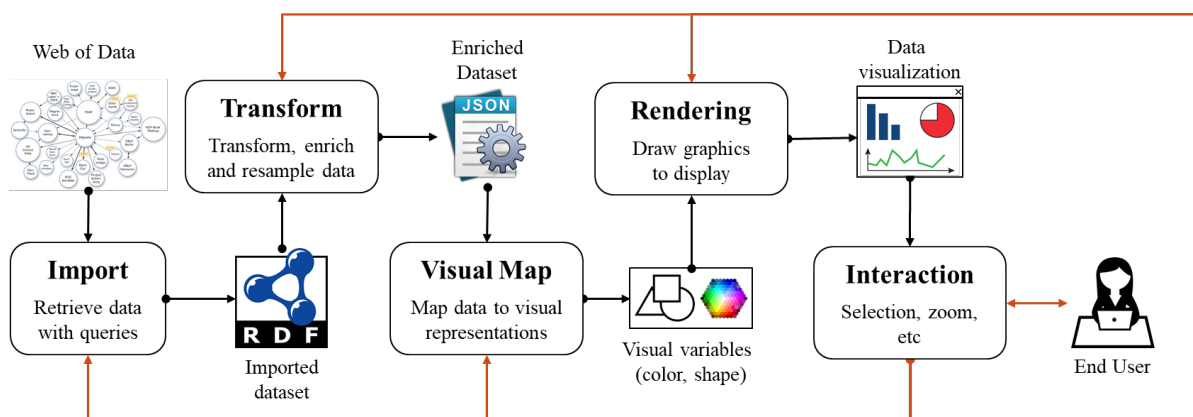 Web of Data
Transform
Transform, enrich
and resample data
Enriched
Dataset
JSON
Rendering
Draw graphics
to display
Data
visualization
Import
Retrieve data
with queries
RDF
Imported
dataset
Visual Map
Map data to visual
representations
Visual variables
(color, shape)
Interaction
Selection, zoom,
etc
End User